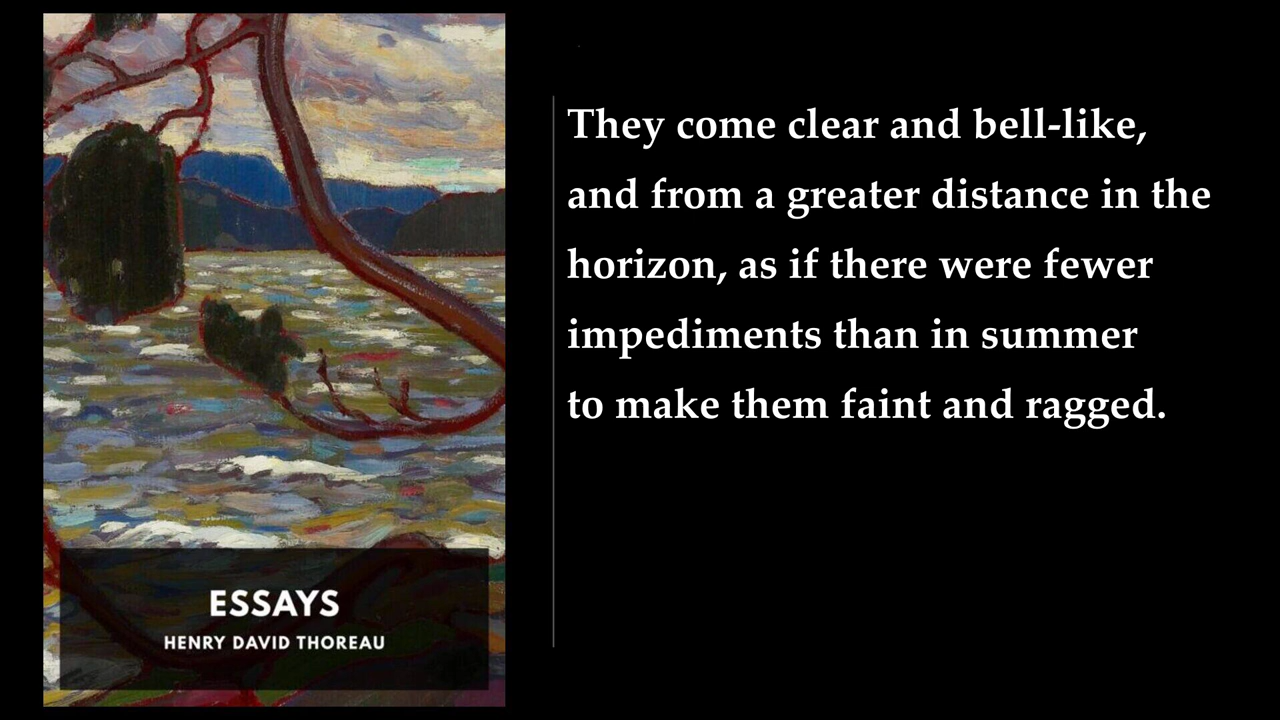 ESSAYS
HENRY DAVID THOREAU
They come clear and bell-like,
and from a greater distance in the
horizon, as if there were fewer
impediments than in summer
to make them faint and ragged.